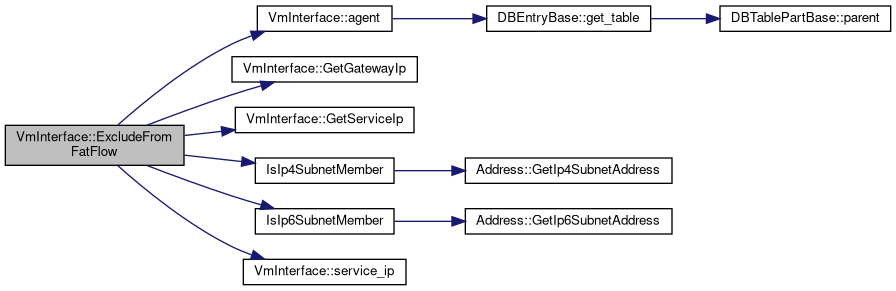 VmInterface::agent
DBEntryBase::get_table
DBTablePartBase::parent
VmInterface::GetGatewayIp
VmInterface::GetServiceIp
VmInterface::ExcludeFrom
FatFlow
IsIp4SubnetMember
Address::GetIp4SubnetAddress
IsIp6SubnetMember
Address::GetIp6SubnetAddress
VmInterface::service_ip